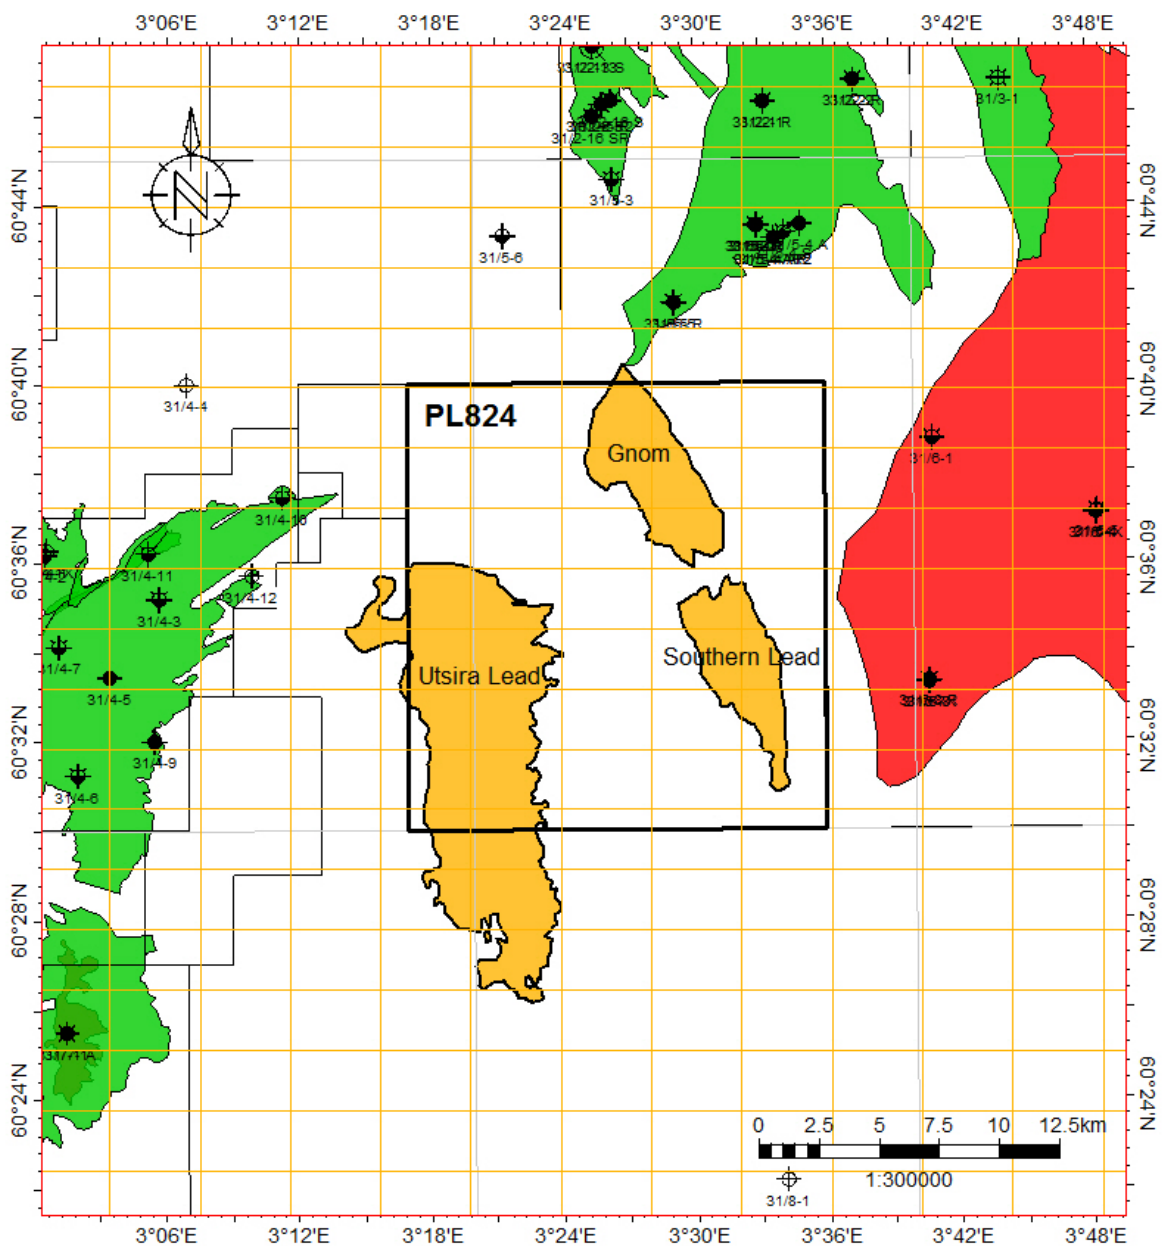 3°06'E 3°12'E 3°18'E 3°24'E 3°30'E 3°36'E 3°42'E 3°48'E
31/3-1
31/2-16 SR
60°44'N
60°44'N
N
31/5-3
31/5-6
31/5-4 A
60°40'N
60°40'N
31/4-4
PL824
31/6-1
Gnom
31/4-10
60°36'N
60°36'N
31/4-11
31/4-12
31/4-3
31/4-7
Southern Lead
Utsira Lead
31/4-5
60°32'N
60°32'N
31/4-9
31/4-6
60°28'N
60°28'N
60°24'N
60°24'N
0 2.5 5 7.5 10 12.5km
1:300000
31/8-1
3°06'E 3°12'E 3°18'E 3°24'E 3°30'E 3°36'E 3°42'E 3°48'E